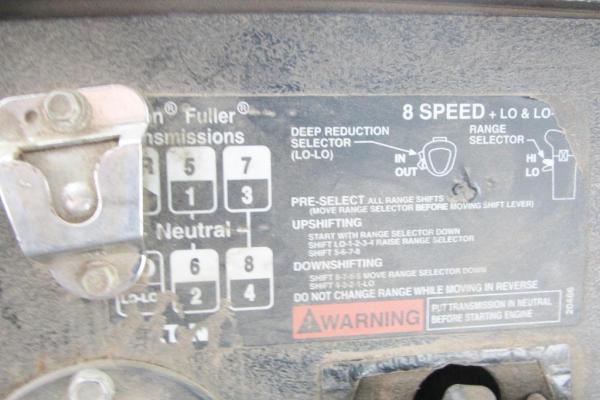 on® Fuller®
nsmissions
8 SPEED + LO & LO-
DEEP REDUCTION
SELECTOR
(LO-LO)
IN
OUT
RANGE
SELECTOR
HI
LO
R 5 7
1 3
Neutral
6 8
LO-LO 2 4
PRE-SELECT ALL RANGE SHIFTS
(MOVE RANGE SELECTOR BEFORE MOVING SHIFT LEVER)
UPSHIFTING
START WITH RANGE SELECTOR DOWN
SHIFT LO-1-2-3-4 RAISE RANGE SELECTOR
SHIFT 5-6-7-8
DOWNSHIFTING
SHIFT 8-7-6-5 MOVE RANGE SELECTOR DOWN
SHIFT 4-3-2-1-LO
DO NOT CHANGE RANGE WHILE MOVING IN REVERSE
WARNING
PUT TRANSMISSION IN NEUTRAL
BEFORE STARTING ENGINE
20466